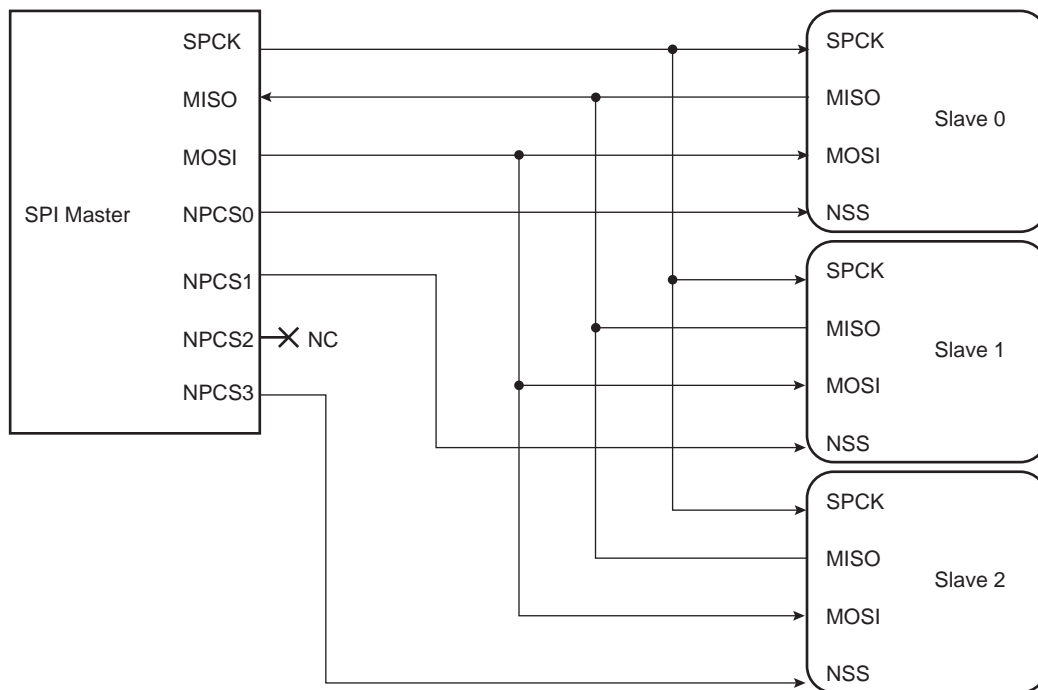 SPI Master
SPCK
MISO
MOSI
NPCS0
NPCS1
NPCS2
NC
NPCS3
SPCK
MISO
Slave 0
MOSI
NSS
SPCK
MISO
Slave 1
MOSI
NSS
SPCK
MISO
Slave 2
MOSI
NSS